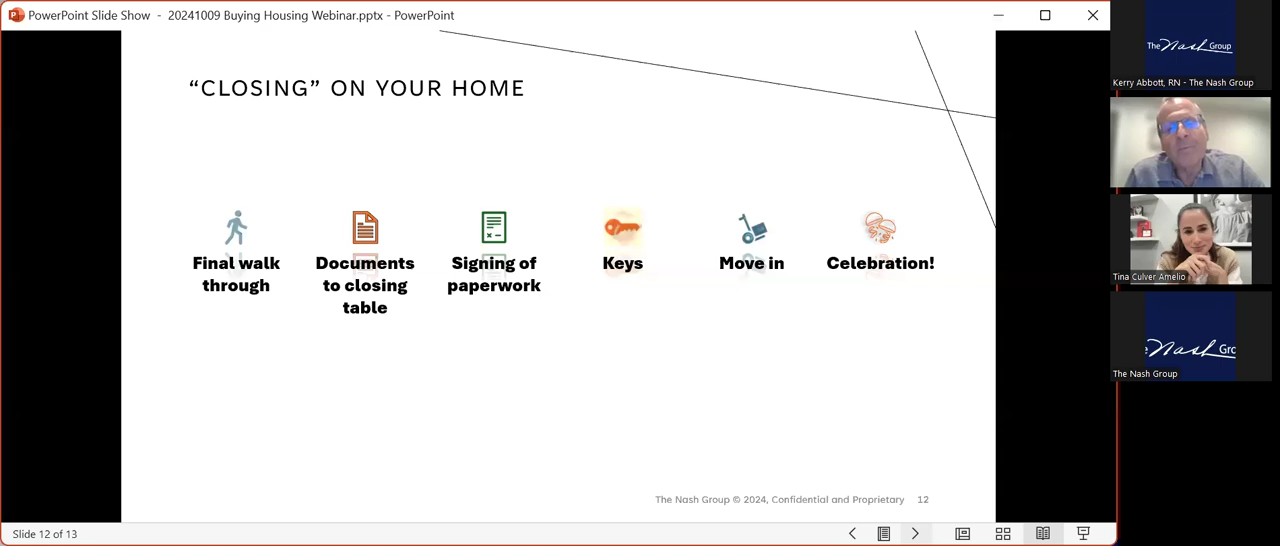 PowerPoint Slide Show - 20241009 Buying Housing Webinar.pptx - PowerPoint
“CLOSING” ON YOUR HOME
Final walk
through
Documents
to closing
table
Signing of
paperwork
Keys
Move in
Celebration!
The Nash Group © 2024, Confidential and Proprietary 12
Slide 12 of 13
The Nash Group
Kerry Abbott, RN - The Nash Group
Tina Culver Amelio
e Nash Gro
The Nash Group